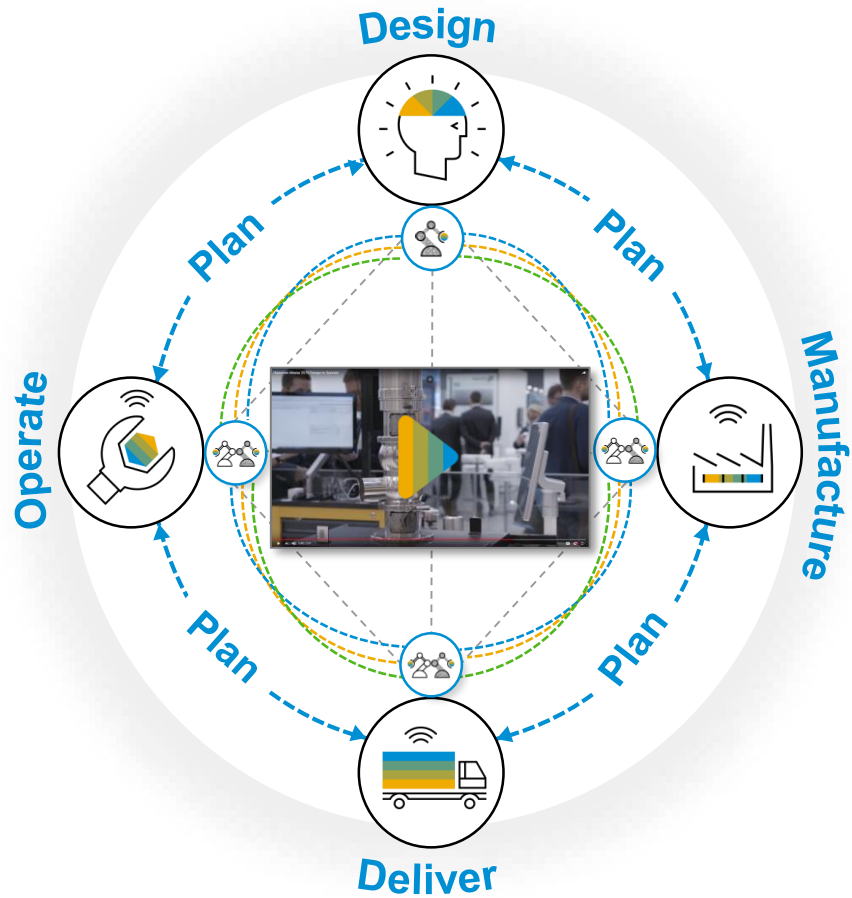 Design
Plan
Plan
Operate
Manufacture
Plan
Plan
Deliver